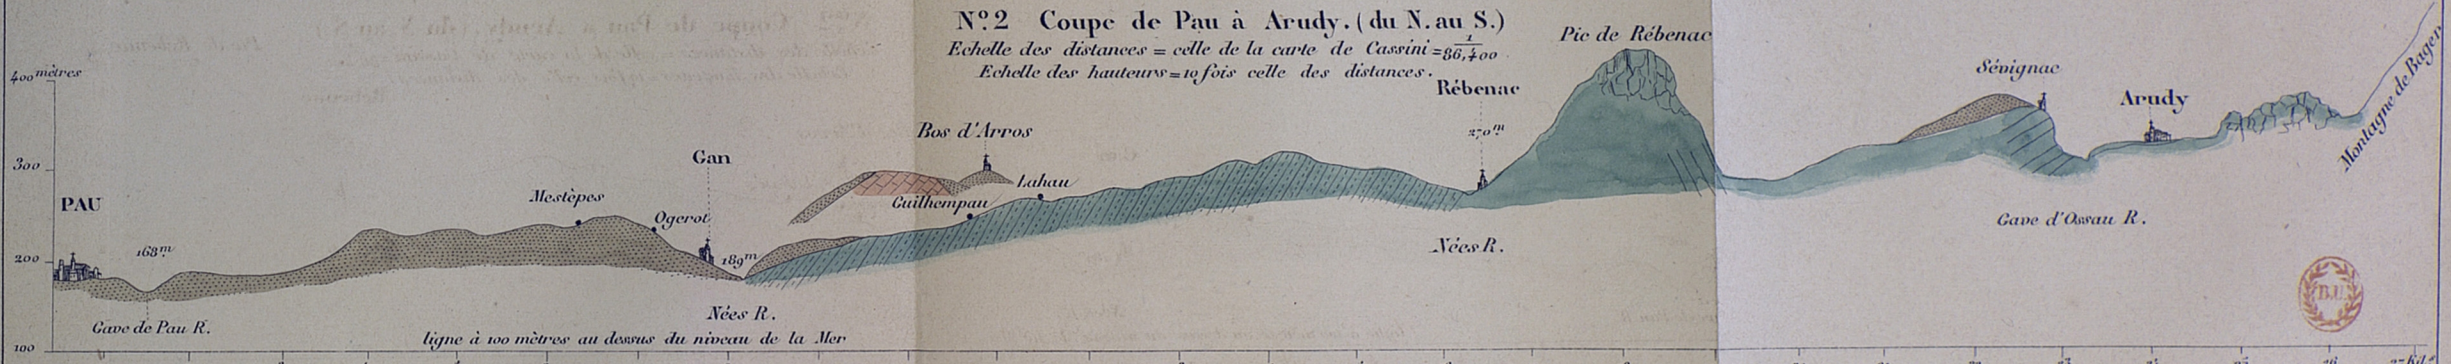 N.º 2 Coupe de Pau à Arudy. (du N. au S.)
Echelle des distances = celle de la carte de Cassini = 1/86,400.
Echelle des hauteurs = 10 fois celle des distances.
Pic de Rébenac
400 mètres
Rébenac
Sévignac
Arudy
Montagne de Bager
270m
Bos d'Arros
Gan
300
Lahau
Mestèpes
Guilhempau
PAU
Ogerot
168m
189m
200
Gave d'Ossau R.
Nées R.
B.U.
Nées R.
Gave de Pau R.
ligne à 100 mètres au dessus du niveau de la Mer
100